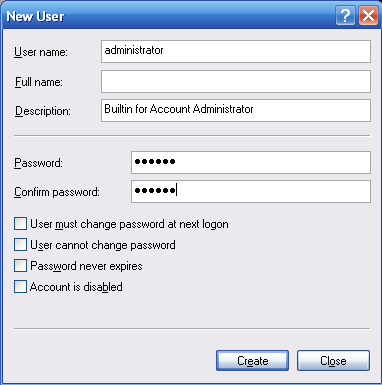 New User
User name: administrator
Full name:
Description: Builtin for Account Administrator
Password: ●●●●●●
Confirm password: ●●●●●●
User must change password at next logon
User cannot change password
Password never expires
Account is disabled
Create Close